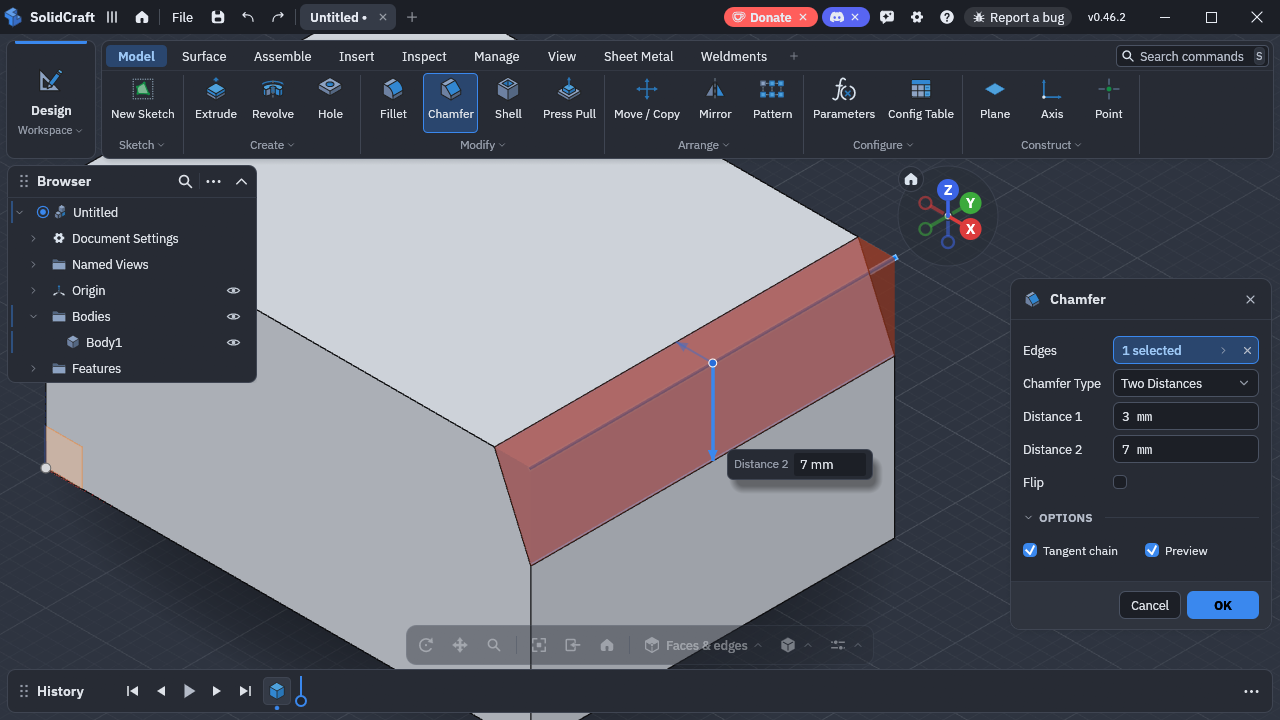 SolidCraft
File
Untitled •
Donate
Report a bug
v0.46.2
Design
Workspace
Model
Surface
Assemble
Insert
Inspect
Manage
View
Sheet Metal
Weldments
Search commands
S
New Sketch
Extrude
Revolve
Hole
Fillet
Chamfer
Shell
Press Pull
Move / Copy
Mirror
Pattern
Parameters
Config Table
Plane
Axis
Point
Sketch
Create
Modify
Arrange
Configure
Construct
Browser
Untitled
Document Settings
Named Views
Origin
Bodies
Body1
Features
Z
Y
X
Chamfer
Edges
1 selected
Chamfer Type
Two Distances
Distance 1
3 mm
Distance 2
7 mm
Flip
OPTIONS
Tangent chain
Preview
Cancel
OK
Distance 2
7 mm
Faces & edges
History